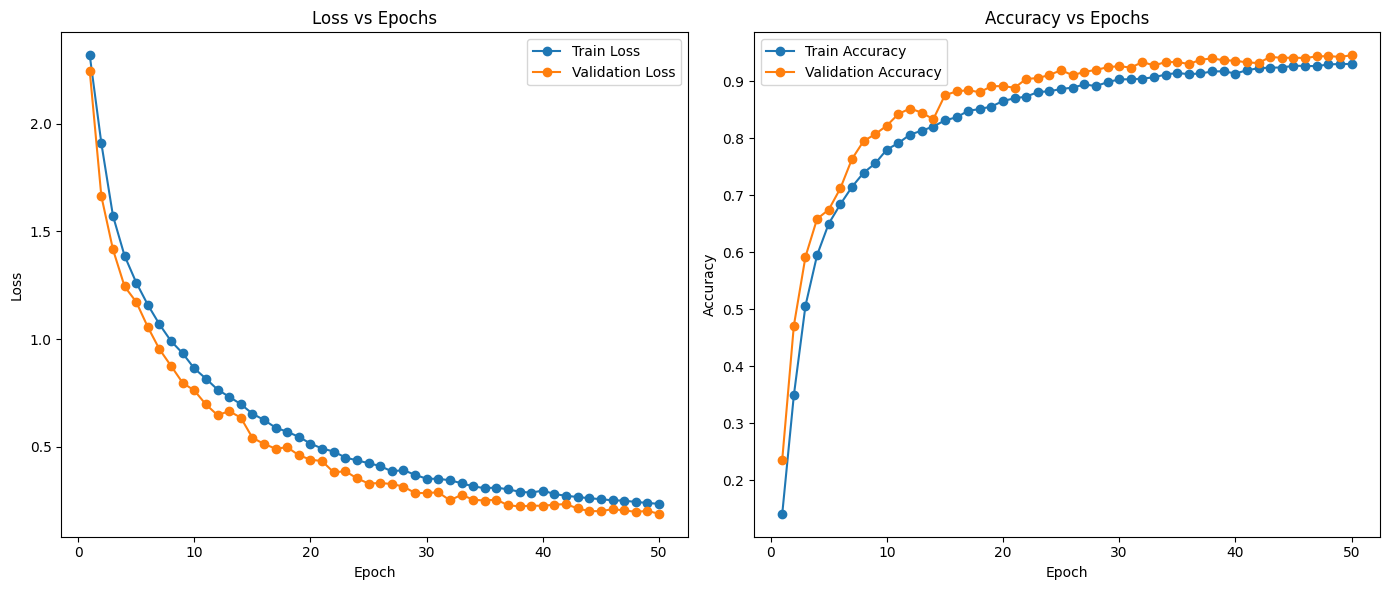 Loss vs Epochs
Train Loss
Validation Loss
2.0
1.5
1.0
0.5
Loss
0 10 20 30 40 50
Epoch
Accuracy vs Epochs
Train Accuracy
Validation Accuracy
0.9
0.8
0.7
0.6
0.5
0.4
0.3
0.2
Accuracy
0 10 20 30 40 50
Epoch